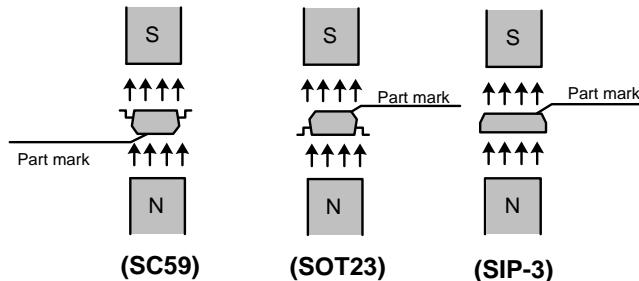 S S S
Part mark Part mark
Part mark
N N N
(SC59) (SOT23) (SIP-3)